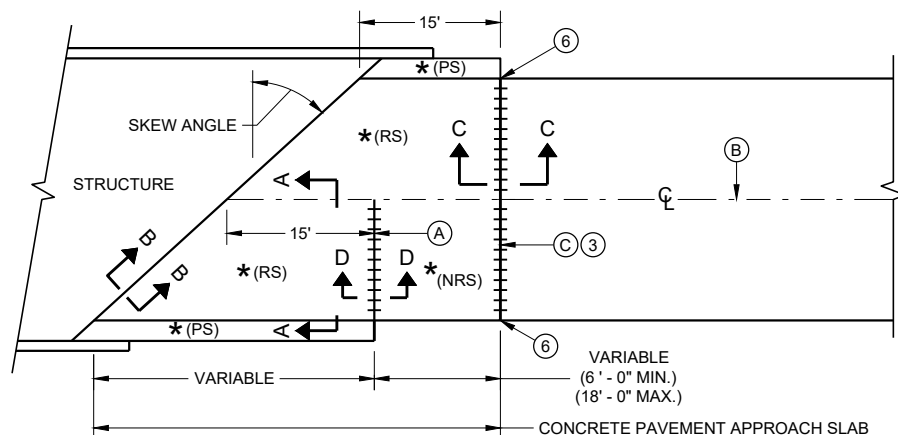 15'
6
*(PS)
SKEW ANGLE
*(RS)
C C
B
STRUCTURE
A
℄
15'
A
B
B
D D
C 3
*(RS)
*(NRS)
*(PS)
A
6
VARIABLE
VARIABLE
(6 ' - 0" MIN.)
(18' - 0" MAX.)
CONCRETE PAVEMENT APPROACH SLAB